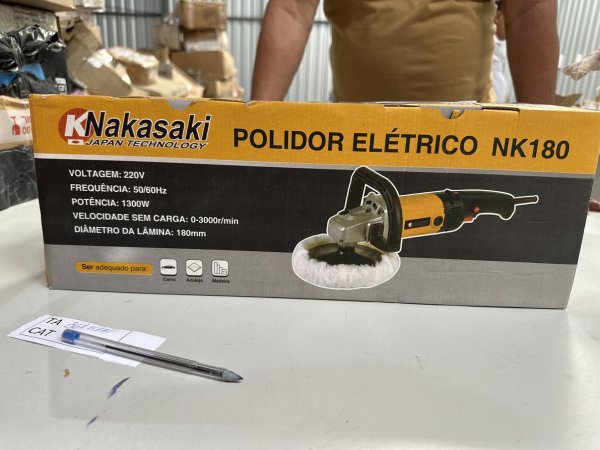 Nakasaki
JAPAN TECHNOLOGY
POLIDOR ELÉTRICO NK180
VOLTAGEM: 220V
FREQUÊNCIA: 50/60Hz
POTÊNCIA: 1300W
VELOCIDADE SEM CARGA: 0-3000r/min
DIÂMETRO DA LÂMINA: 180mm
Ser adequado para:
Carro
Azulejo
Madeira
TA
CAT